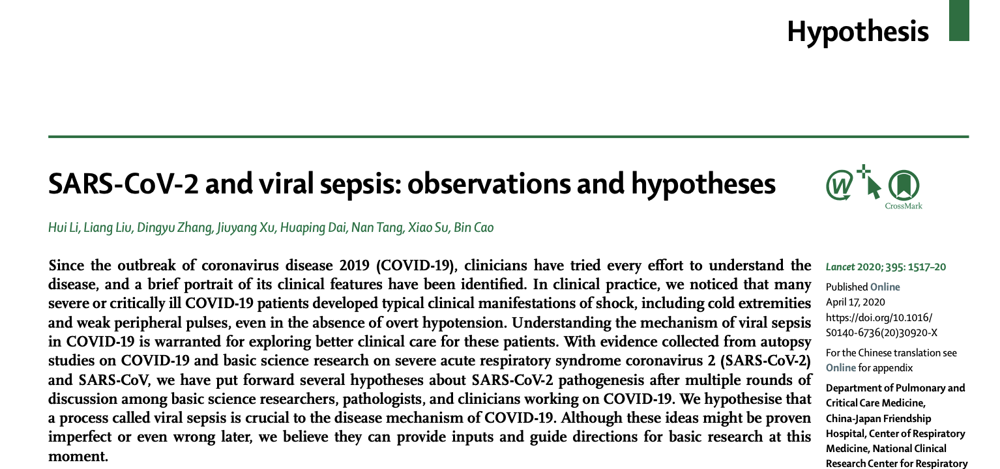 Hypothesis
SARS-CoV-2 and viral sepsis: observations and hypotheses
W
CrossMark
Hui Li, Liang Liu, Dingyu Zhang, Jiuyang Xu, Huaping Dai, Nan Tang, Xiao Su, Bin Cao
Since the outbreak of coronavirus disease 2019 (COVID-19), clinicians have tried every effort to understand the
disease, and a brief portrait of its clinical features have been identified. In clinical practice, we noticed that many
severe or critically ill COVID-19 patients developed typical clinical manifestations of shock, including cold extremities
and weak peripheral pulses, even in the absence of overt hypotension. Understanding the mechanism of viral sepsis
in COVID-19 is warranted for exploring better clinical care for these patients. With evidence collected from autopsy
studies on COVID-19 and basic science research on severe acute respiratory syndrome coronavirus 2 (SARS-CoV-2)
and SARS-CoV, we have put forward several hypotheses about SARS-CoV-2 pathogenesis after multiple rounds of
discussion among basic science researchers, pathologists, and clinicians working on COVID-19. We hypothesise that
a process called viral sepsis is crucial to the disease mechanism of COVID-19. Although these ideas might be proven
imperfect or even wrong later, we believe they can provide inputs and guide directions for basic research at this
moment.
Lancet 2020; 395: 1517–20
Published Online
April 17, 2020
https://doi.org/10.1016/
S0140-6736(20)30920-X
For the Chinese translation see
Online for appendix
Department of Pulmonary and
Critical Care Medicine,
China-Japan Friendship
Hospital, Center of Respiratory
Medicine, National Clinical
Research Center for Respiratory